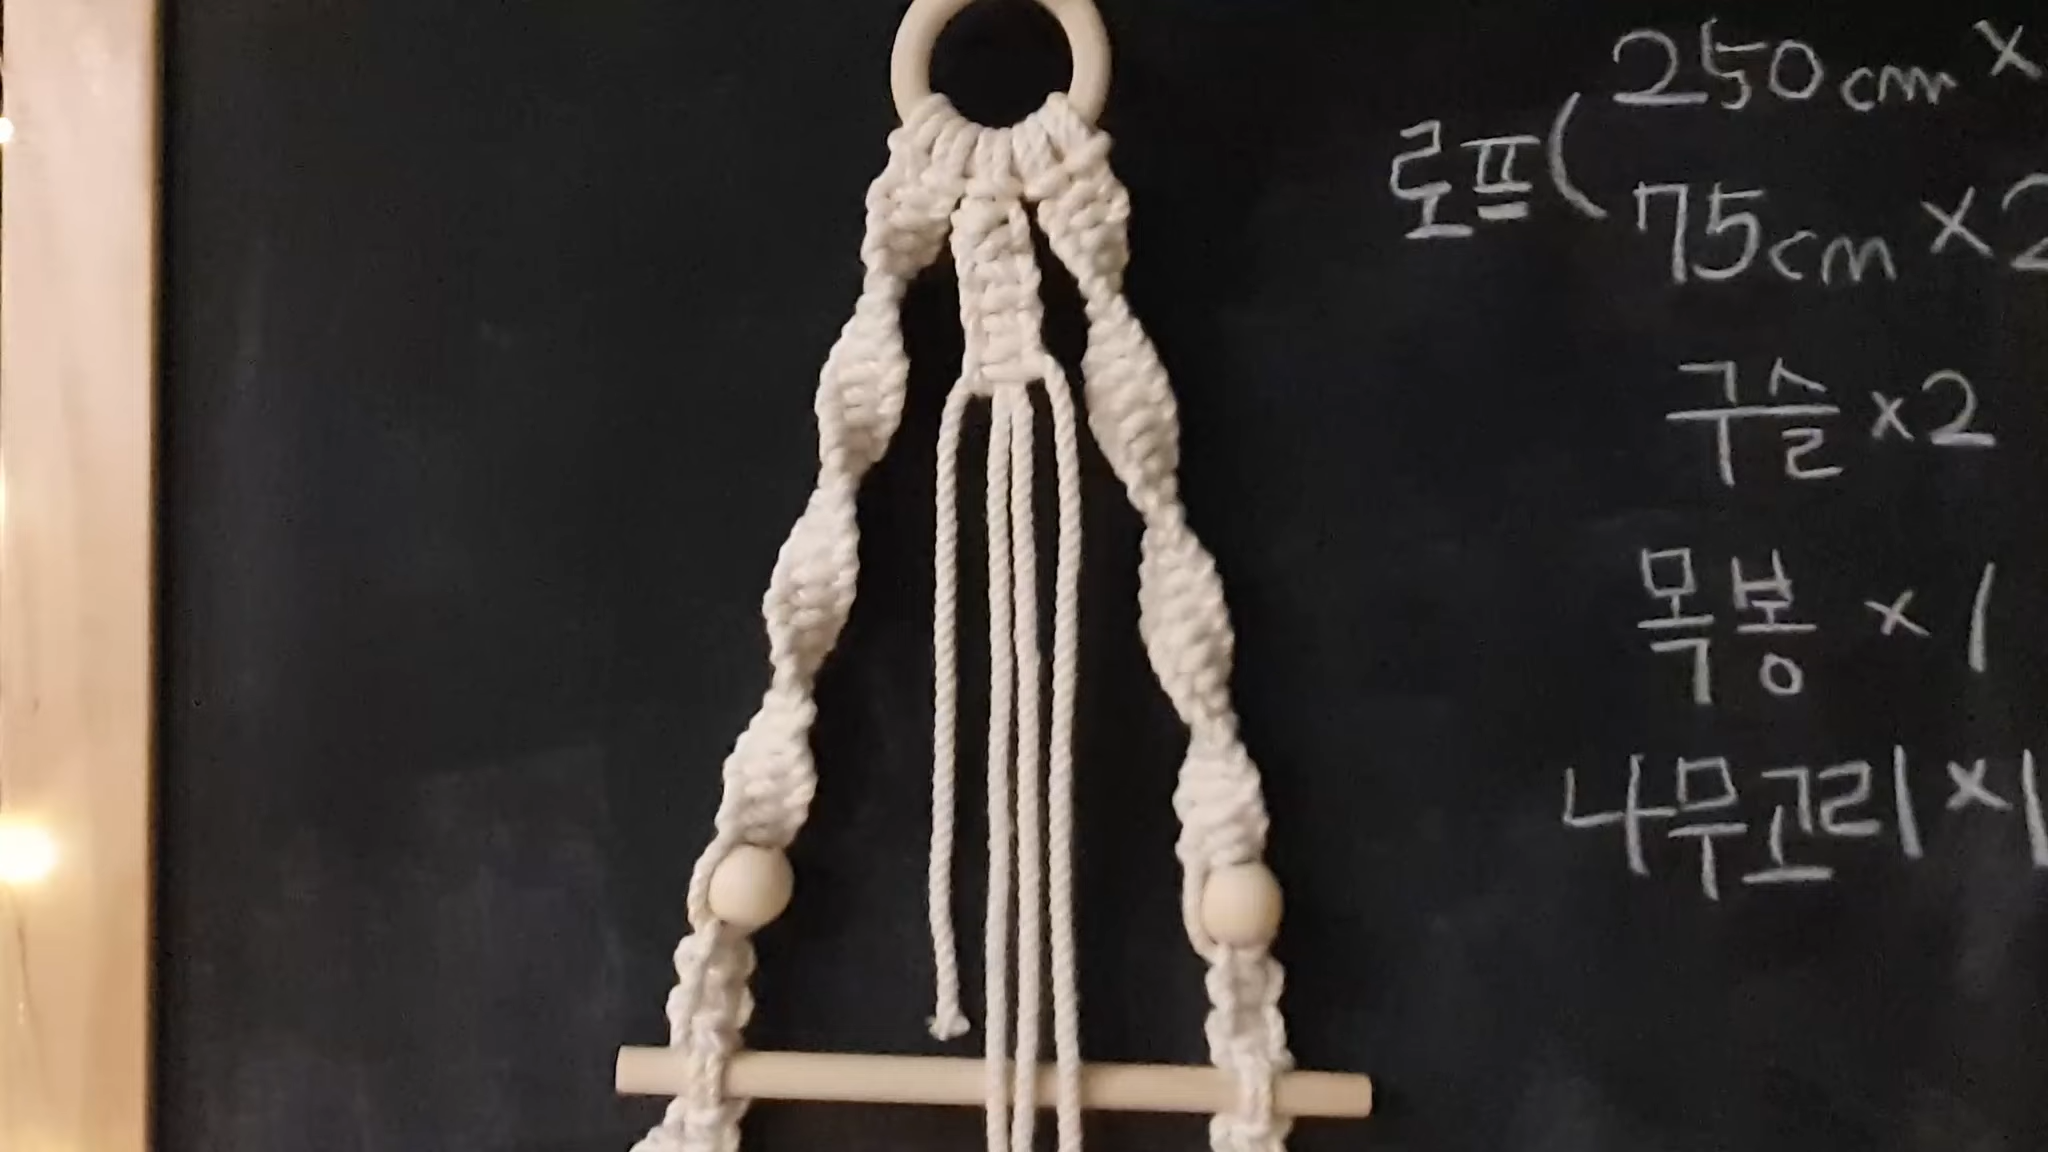 250cm ×
로프(
75cm ×2
구슬 ×2
목봉 × 1
나무고리 ×1